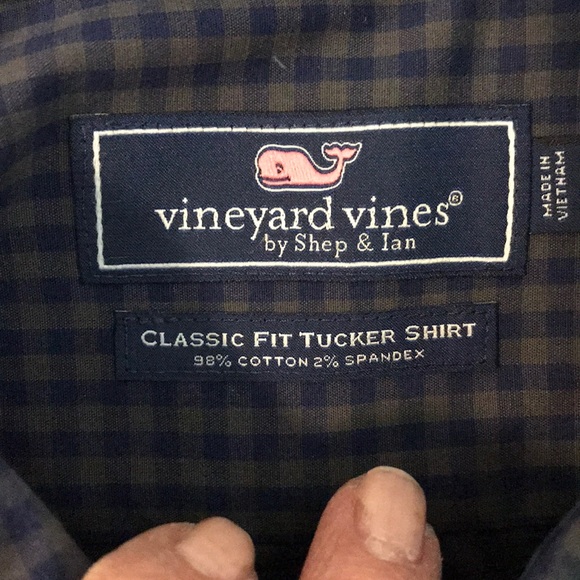 vineyard vines®
by Shep & Ian
MADE IN
VIETNAM
CLASSIC FIT TUCKER SHIRT
98% COTTON 2% SPANDEX